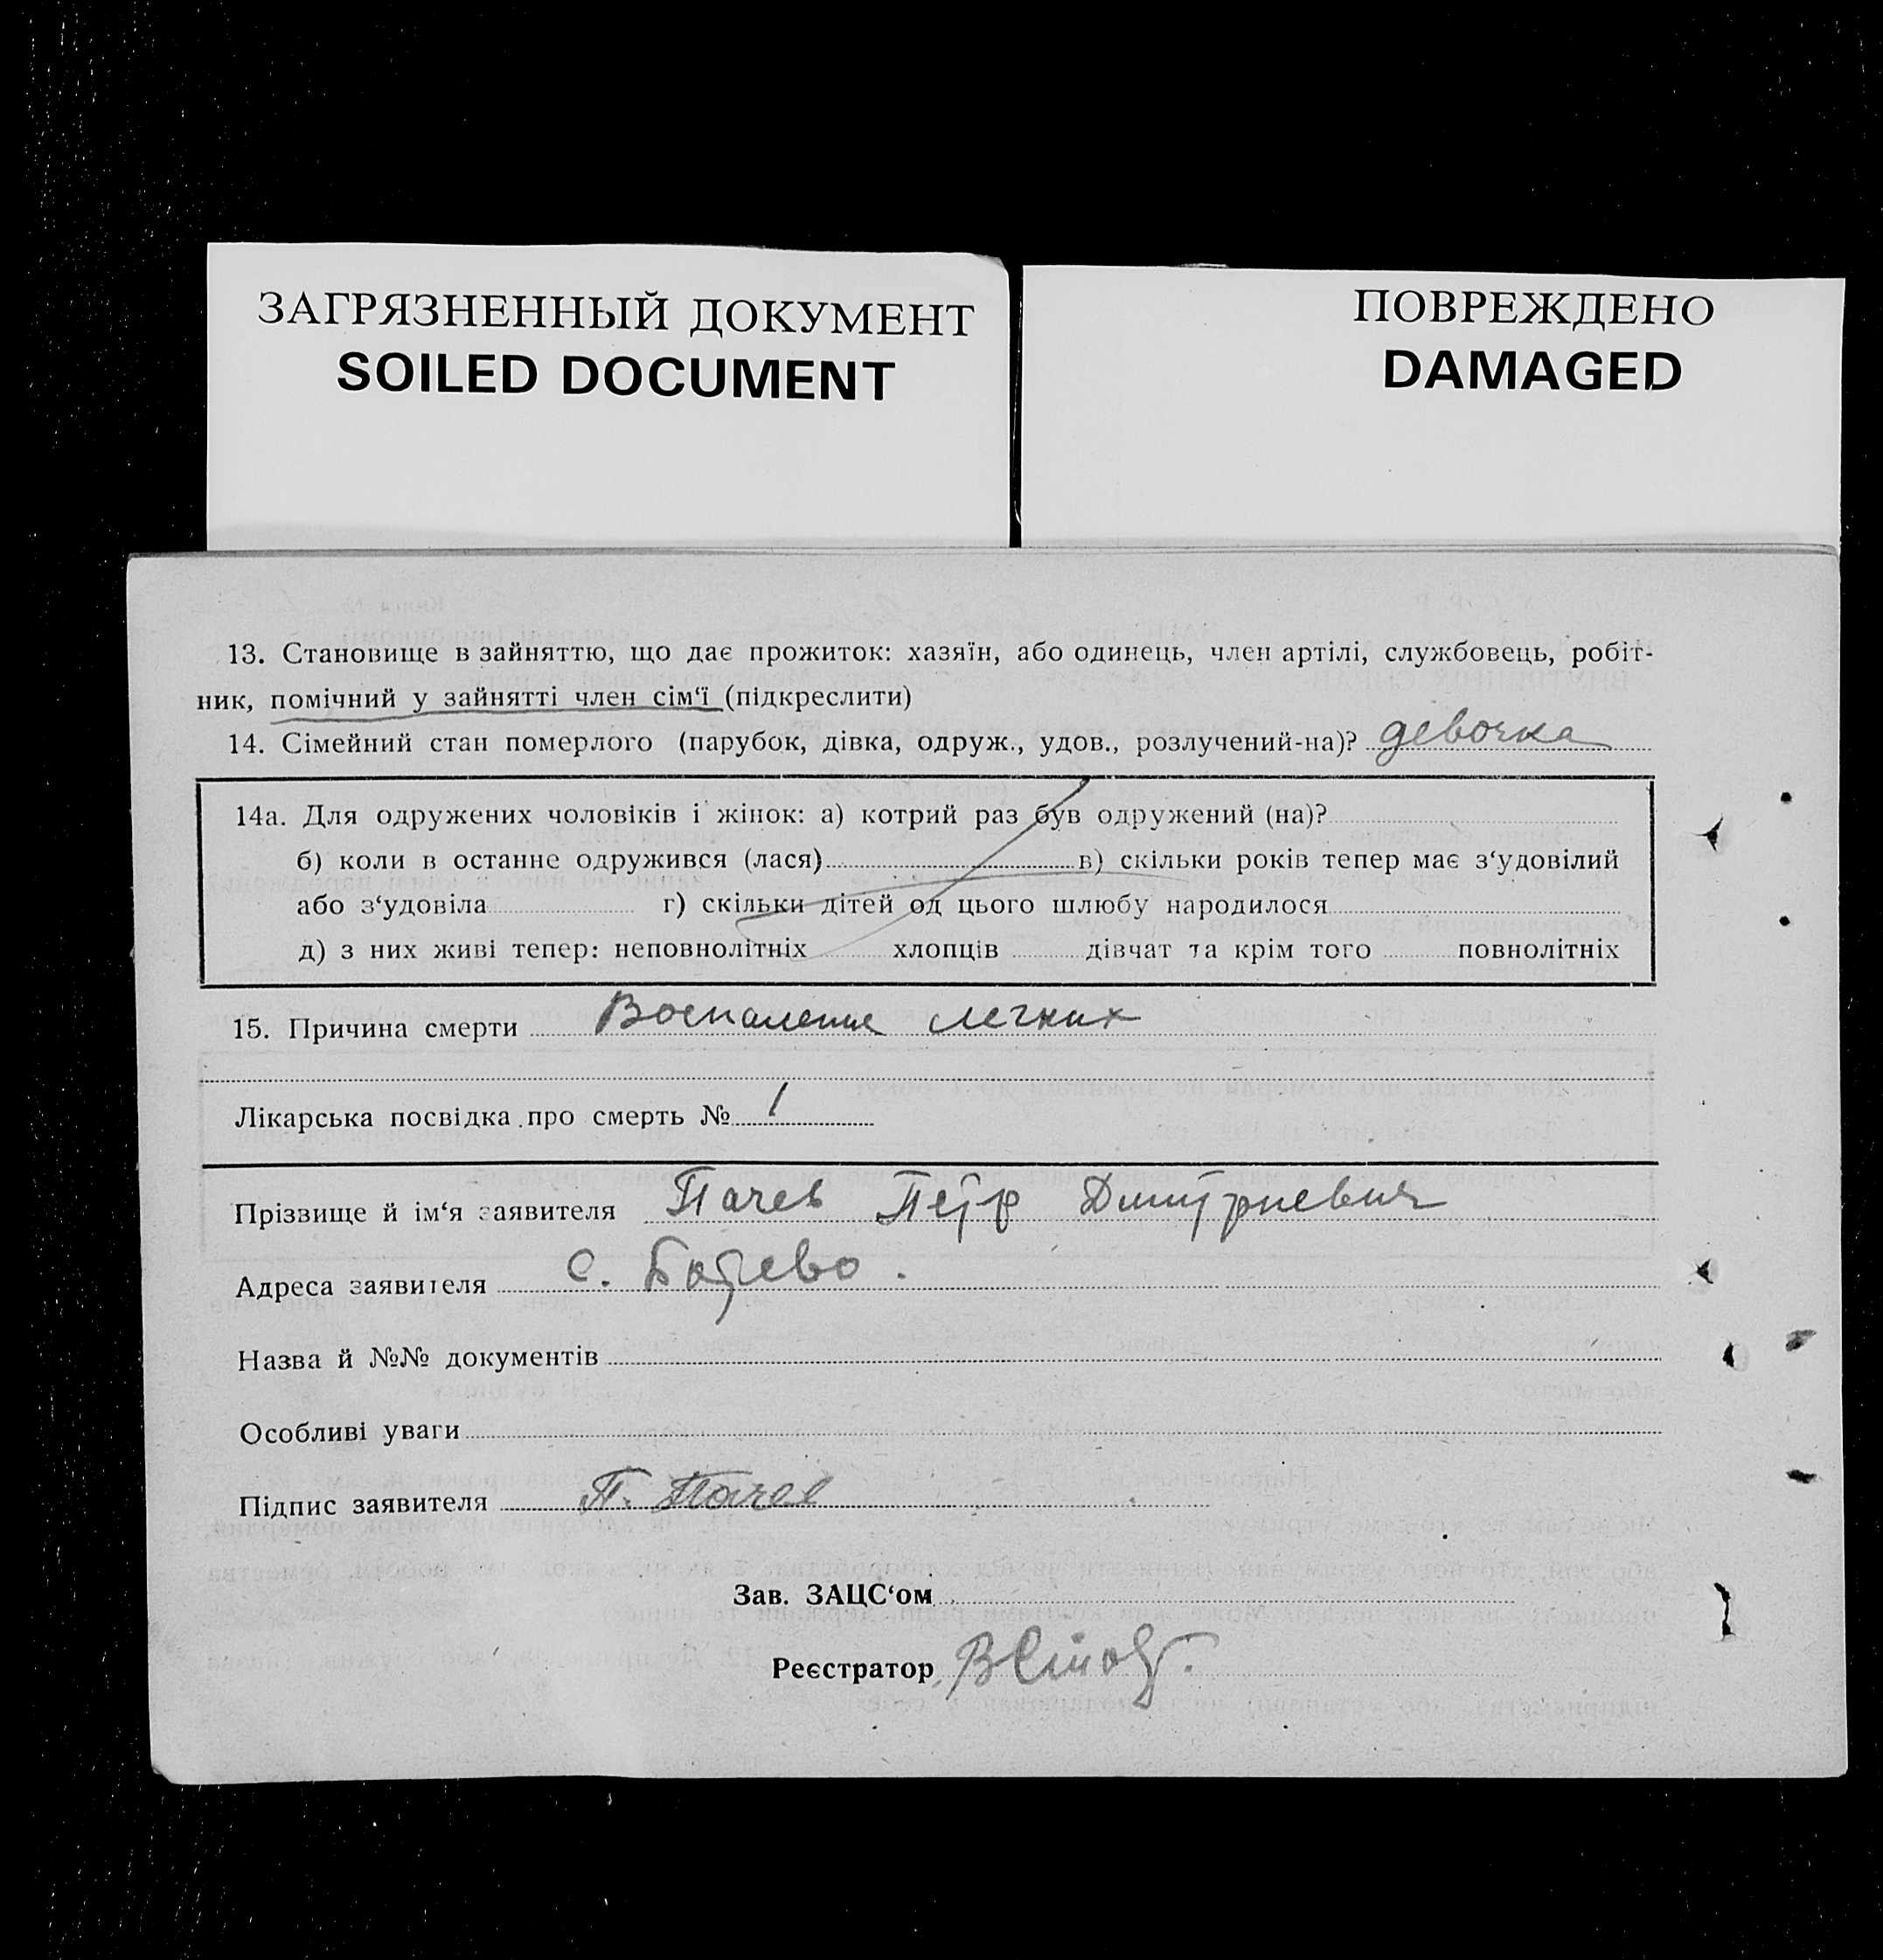 ЗАГРЯЗНЕННЫЙ ДОКУМЕНТ
SOILED DOCUMENT
ПОВРЕЖДЕНО
DAMAGED
13. Становище в зайняттю, що дає прожиток: хазяїн, або одинець, член артілі, службовець, робіт-
ник, помічний у зайнятті член сім‘ї (підкреслити)
14. Сімейний стан померлого (парубок, дівка, одруж., удов., розлучений-на)? девочка
14а. Для одружених чоловіків і жінок: а) котрий раз був одружений (на)?
б) коли в останнє одружився (лася) в) скільки років тепер має з‘удовілий
або з‘удовіла г) скільки дітей од цього шлюбу народилося
д) з них живі тепер: неповнолітніх хлопців дівчат та крім того повнолітніх
15. Причина смерти Воспаление легких
Лікарська посвідка про смерть № 1
Прізвище й ім‘я заявителя Пачев Петр Дмитриевич
Адреса заявителя с. Ботево.
Назва й №№ документів
Особливі уваги
Підпис заявителя П. Пачев
Зав. ЗАЦС‘ом
Реєстратор